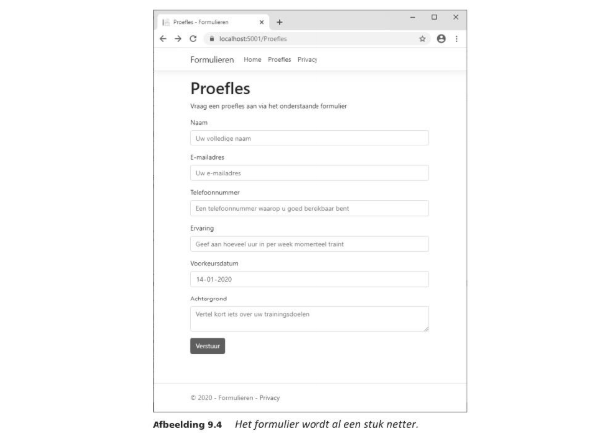 Proefles - Formulieren
localhost:5001/Proefles
Formulieren Home Proefles Privacy
Proefles
Vraag een proefles aan via het onderstaande formulier
Naam
Uw volledige naam
E-mailadres
Uw e-mailadres
Telefoonnummer
Een telefoonnummer waarop u goed bereikbaar bent
Ervaring
Geef aan hoeveel uur in per week momenteel traint
Voorkeursdatum
14-01-2020
Achtergrond
Vertel kort iets over uw trainingsdoelen
Verstuur
© 2020 - Formulieren - Privacy
Afbeelding 9.4 Het formulier wordt al een stuk netter.